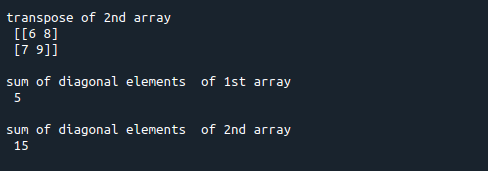 transpose of 2nd array
[[6 8]
[7 9]]
sum of diagonal elements  of 1st array
5
sum of diagonal elements  of 2nd array
15